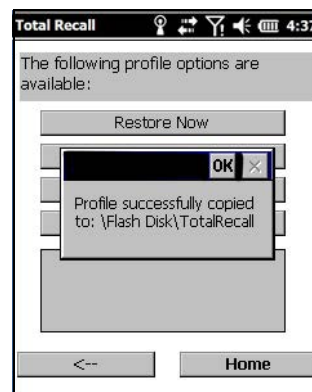 Total Recall 4:37
The following profile options are
available:
Restore Now
OK
Profile successfully copied
to: \Flash Disk\TotalRecall
<-- Home